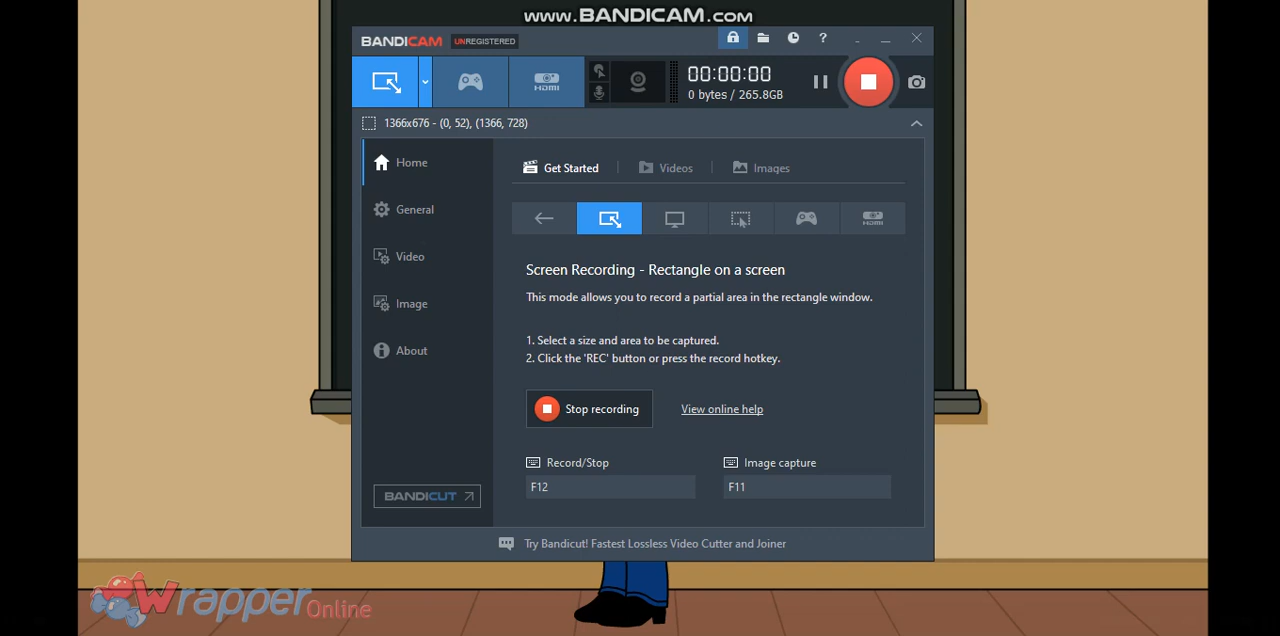 www.BANDICAM.com
BANDICAM UNREGISTERED
?
HDMI
00:00:00
0 bytes / 265.8GB
1366x676 - (0, 52), (1366, 728)
Home
General
Video
Image
About
BANDICUT
Get Started
Videos
Images
HDMI
Screen Recording - Rectangle on a screen
This mode allows you to record a partial area in the rectangle window.
1. Select a size and area to be captured.
2. Click the 'REC' button or press the record hotkey.
Stop recording
View online help
Record/Stop
Image capture
F12
F11
Try Bandicut! Fastest Lossless Video Cutter and Joiner
Wrapper Online